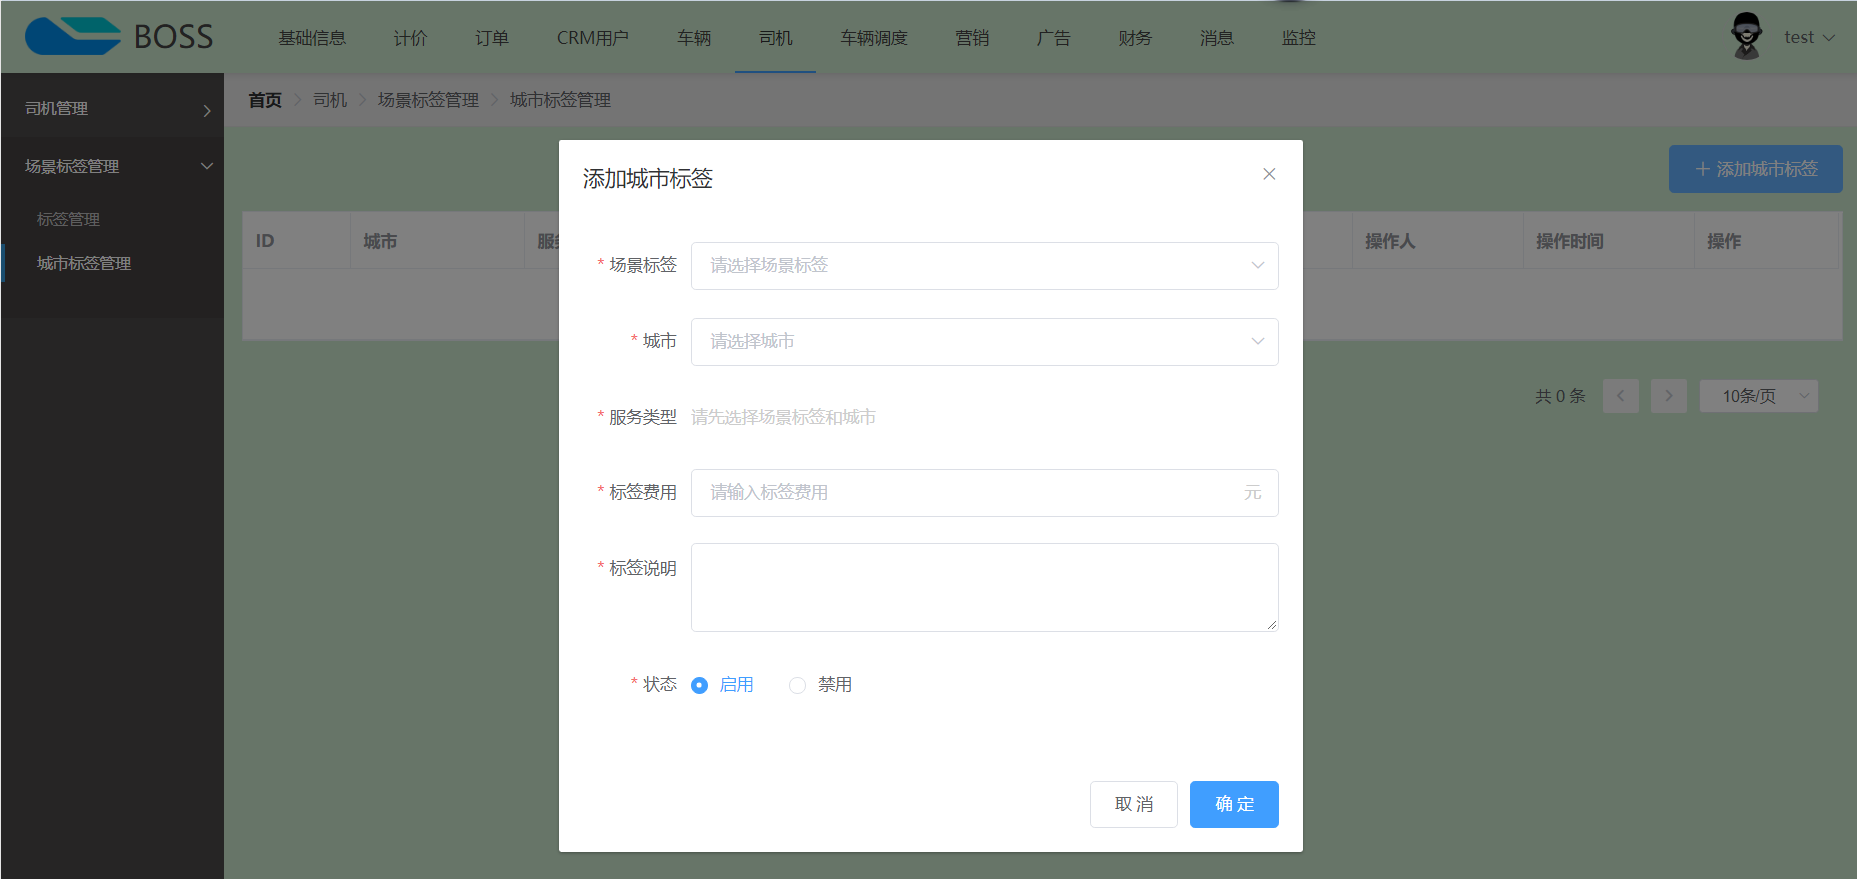 BOSS
基础信息 计价 订单 CRM用户 车辆 司机 车辆调度 营销 广告 财务 消息 监控
test
司机管理
场景标签管理
标签管理
城市标签管理
首页 司机 场景标签管理 城市标签管理
+ 添加城市标签
ID 城市 服务 操作人 操作时间 操作
共 0 条 10条/页
添加城市标签
* 场景标签 请选择场景标签
* 城市 请选择城市
* 服务类型 请先选择场景标签和城市
* 标签费用 请输入标签费用 元
* 标签说明
* 状态 启用 禁用
取 消 确 定